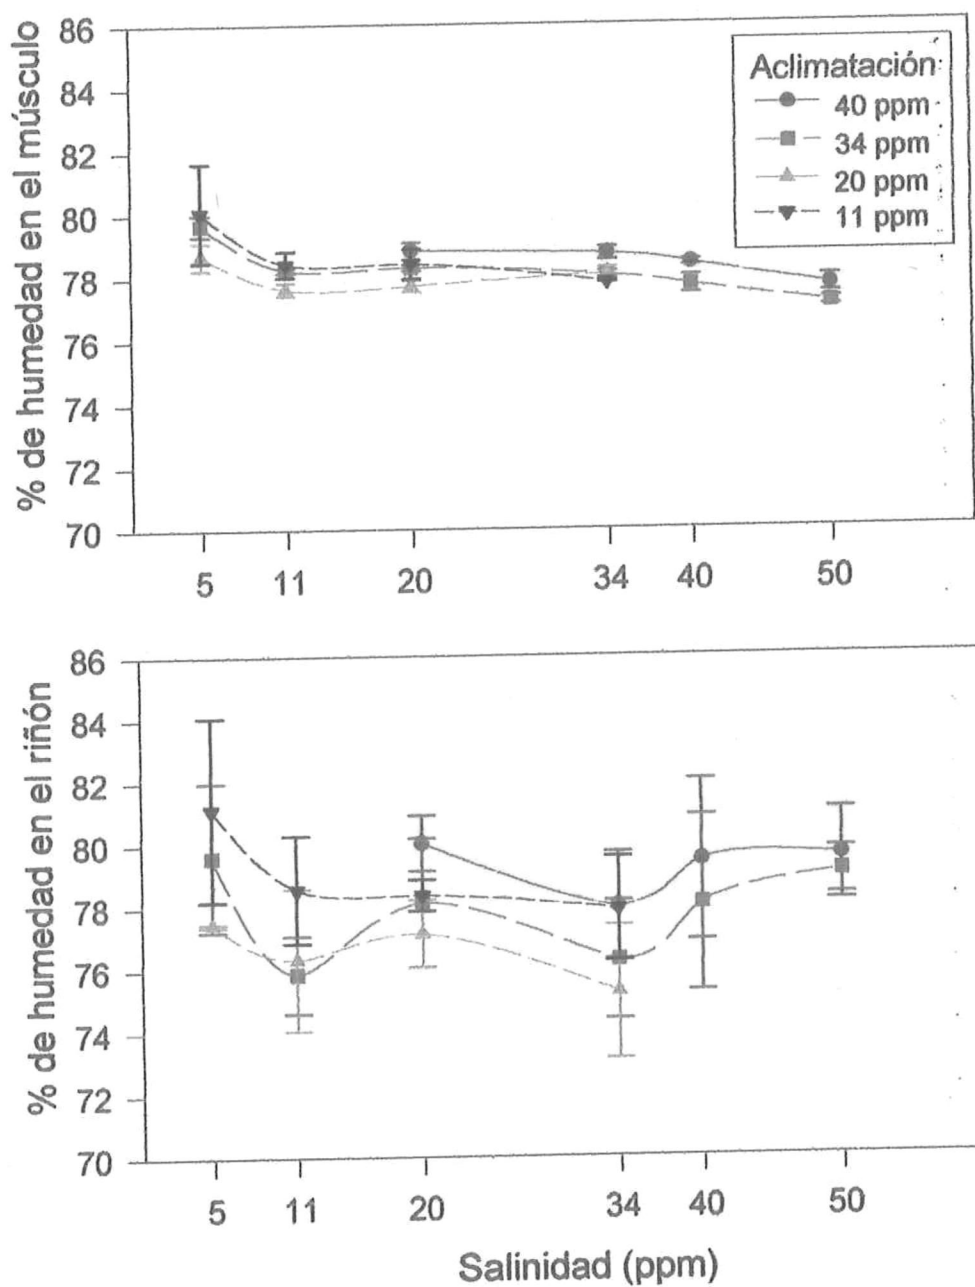 % de humedad en el músculo
86
84
82
80
78
76
74
72
70
5 11 20 34 40 50
Aclimatación:
40 ppm
34 ppm
20 ppm
11 ppm
% de humedad en el riñón
86
84
82
80
78
76
74
72
70
5 11 20 34 40 50
Salinidad (ppm)